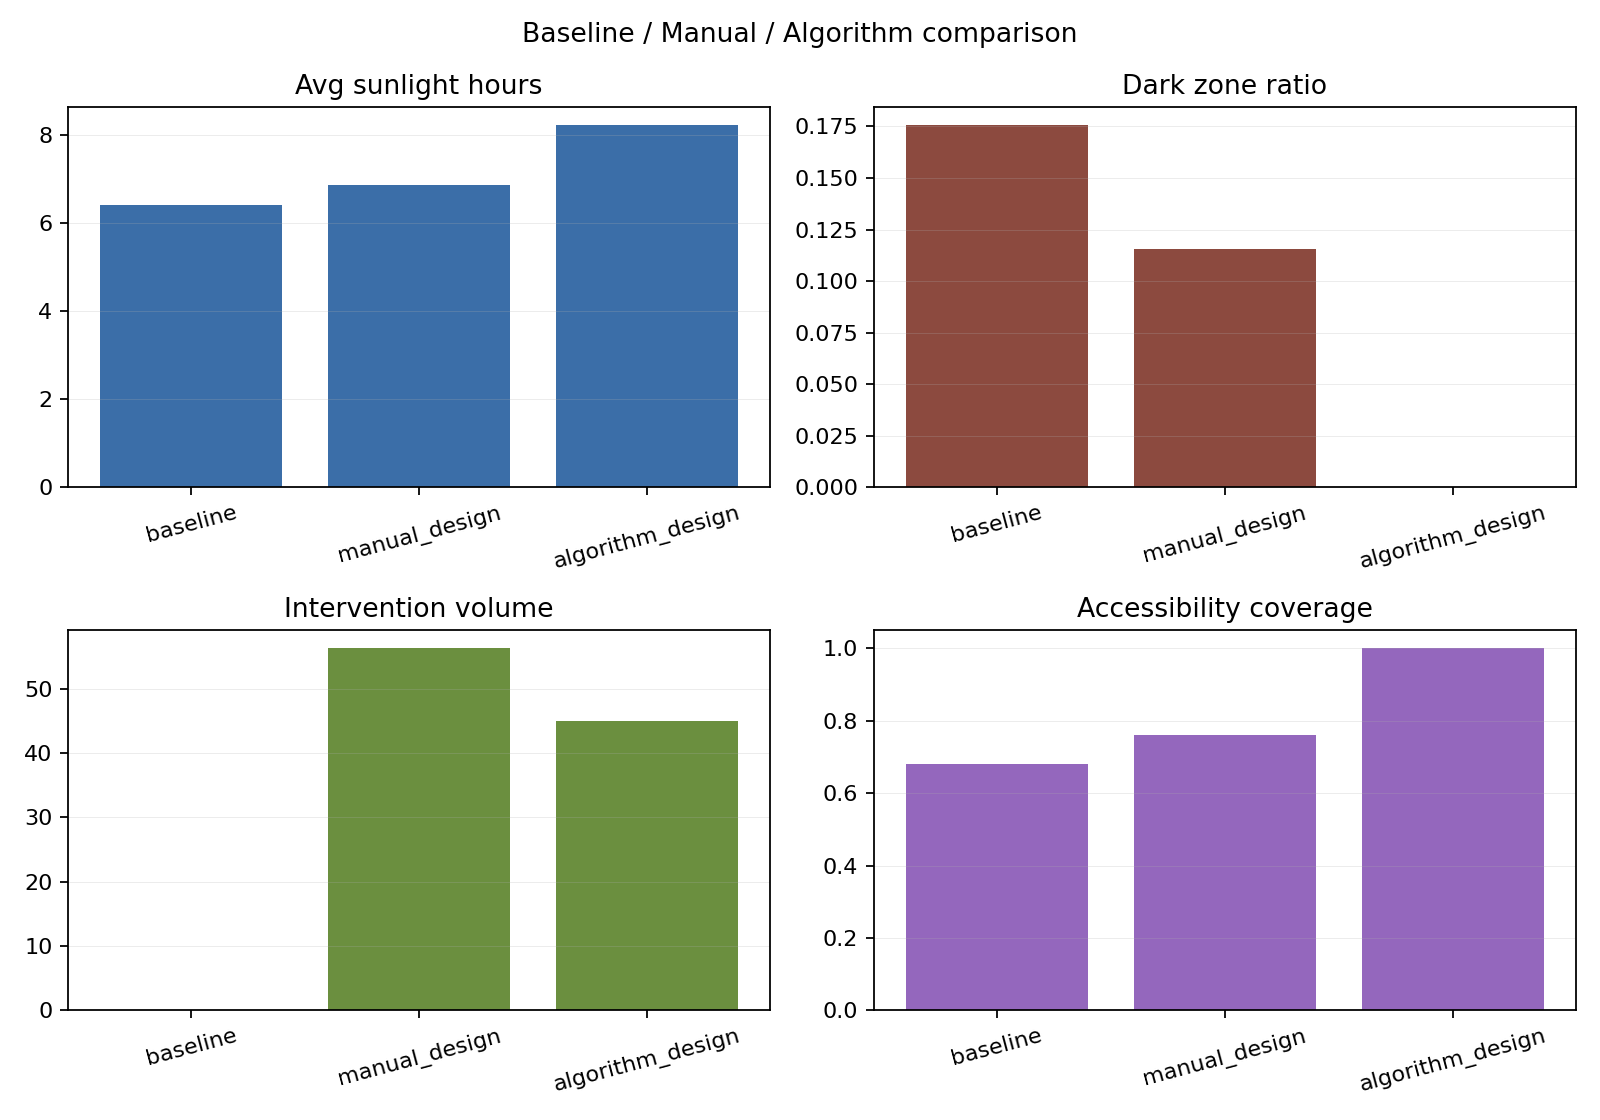 Baseline / Manual / Algorithm comparison
Avg sunlight hours
8
6
4
2
0
baseline
manual_design
algorithm_design
Dark zone ratio
0.175
0.150
0.125
0.100
0.075
0.050
0.025
0.000
baseline
manual_design
algorithm_design
Intervention volume
50
40
30
20
10
0
baseline
manual_design
algorithm_design
Accessibility coverage
1.0
0.8
0.6
0.4
0.2
0.0
baseline
manual_design
algorithm_design